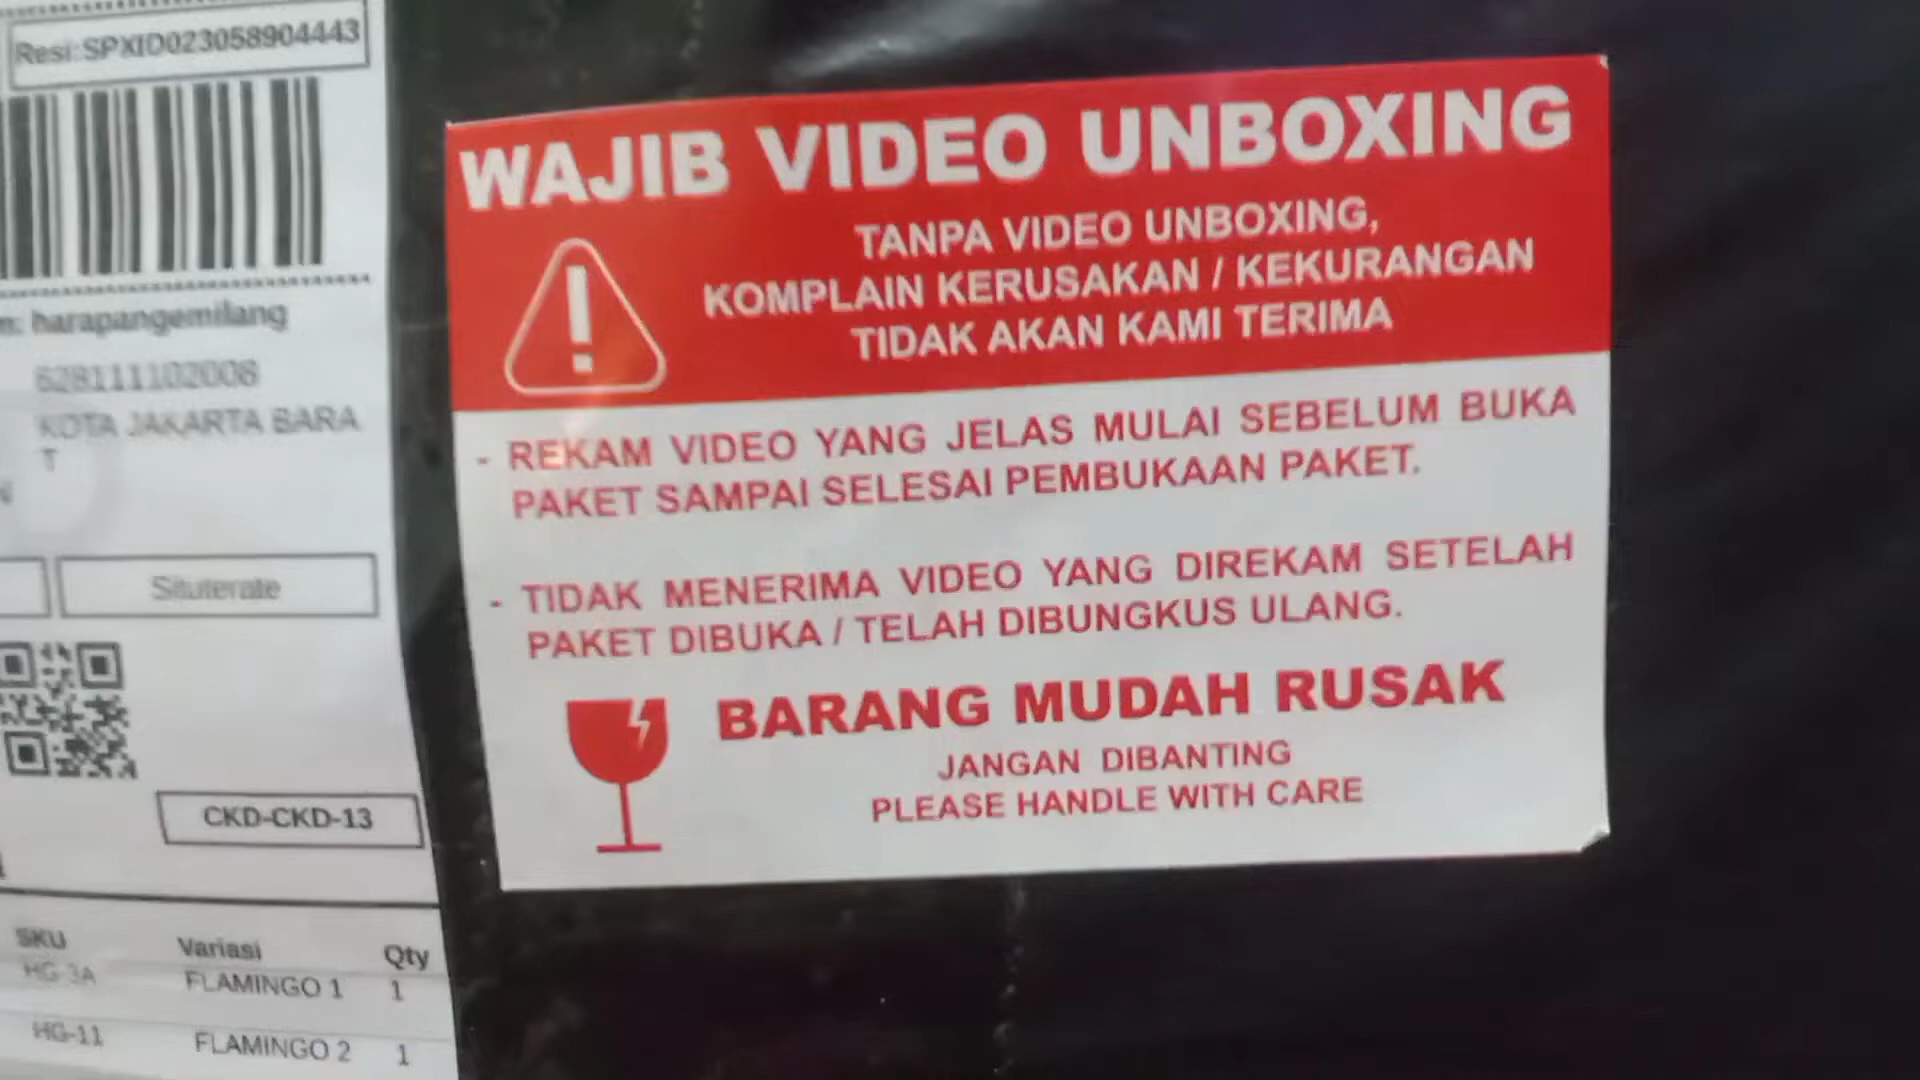 Resi:SPXID023058904443
harapangemilang
628111102008
KOTA JAKARTA BARA
T
Situterate
CKD-CKD-13
SKU Variasi Qty
HG-3A FLAMINGO 1 1
HG-11 FLAMINGO 2 1
WAJIB VIDEO UNBOXING
TANPA VIDEO UNBOXING,
KOMPLAIN KERUSAKAN / KEKURANGAN
TIDAK AKAN KAMI TERIMA
- REKAM VIDEO YANG JELAS MULAI SEBELUM BUKA
PAKET SAMPAI SELESAI PEMBUKAAN PAKET.
- TIDAK MENERIMA VIDEO YANG DIREKAM SETELAH
PAKET DIBUKA / TELAH DIBUNGKUS ULANG.
BARANG MUDAH RUSAK
JANGAN DIBANTING
PLEASE HANDLE WITH CARE